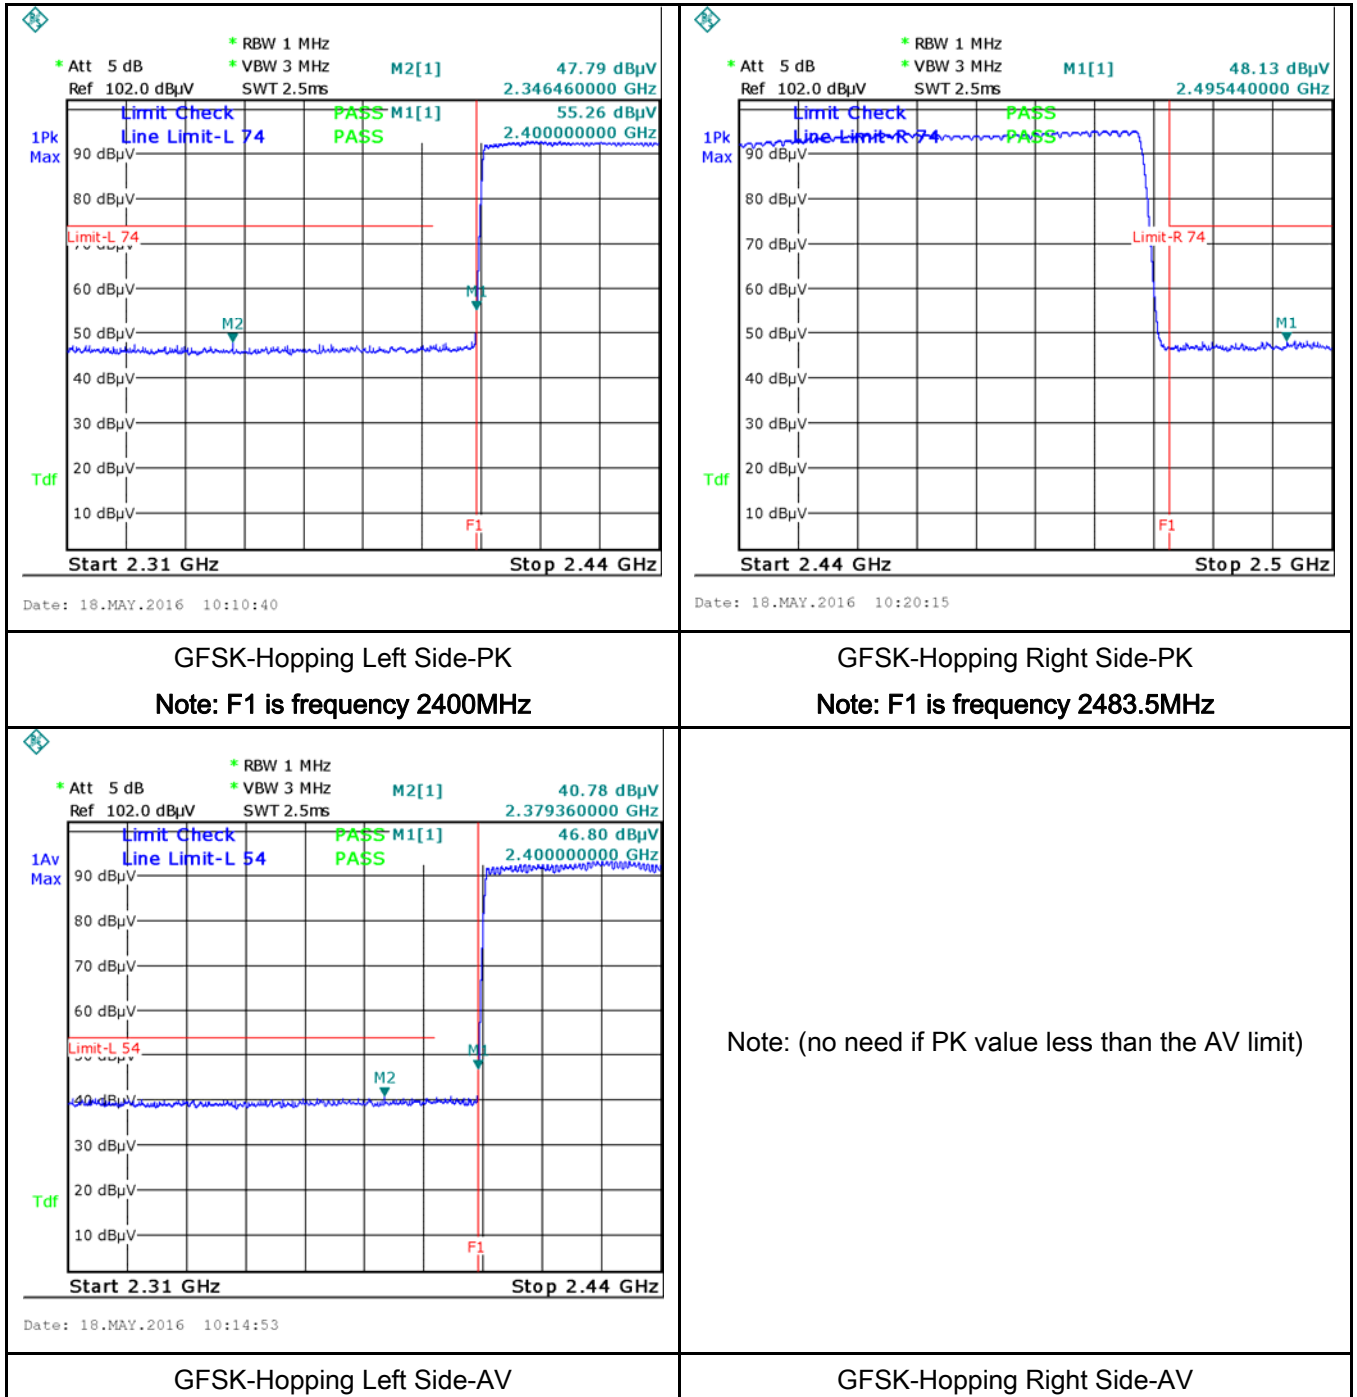 * RBW 1 MHz
* Att 5 dB * VBW 3 MHz M2[1] 47.79 dBµV
Ref 102.0 dBµV SWT 2.5ms 2.346460000 GHz
Limit Check PASS M1[1] 55.26 dBµV
Line Limit-L 74 PASS 2.400000000 GHz
1Pk
Max
90 dBµV
80 dBµV
Limit-L 74
70 dBµV
60 dBµV
M1
50 dBµV
M2
40 dBµV
30 dBµV
20 dBµV
Tdf
10 dBµV
F1
Start 2.31 GHz Stop 2.44 GHz
Date: 18.MAY.2016 10:10:40
* RBW 1 MHz
* Att 5 dB * VBW 3 MHz M1[1] 48.13 dBµV
Ref 102.0 dBµV SWT 2.5ms 2.495440000 GHz
Limit Check PASS
Line Limit-R 74 PASS
1Pk
Max
90 dBµV
80 dBµV
70 dBµV
Limit-R 74
60 dBµV
50 dBµV
M1
40 dBµV
30 dBµV
20 dBµV
Tdf
10 dBµV
F1
Start 2.44 GHz Stop 2.5 GHz
Date: 18.MAY.2016 10:20:15
GFSK-Hopping Left Side-PK
Note: F1 is frequency 2400MHz
GFSK-Hopping Right Side-PK
Note: F1 is frequency 2483.5MHz
* RBW 1 MHz
* Att 5 dB * VBW 3 MHz M2[1] 40.78 dBµV
Ref 102.0 dBµV SWT 2.5ms 2.379360000 GHz
Limit Check PASS M1[1] 46.80 dBµV
Line Limit-L 54 PASS 2.400000000 GHz
1Av
Max
90 dBµV
80 dBµV
70 dBµV
60 dBµV
Limit-L 54
50 dBµV
M1
M2
40 dBµV
30 dBµV
20 dBµV
Tdf
10 dBµV
F1
Start 2.31 GHz Stop 2.44 GHz
Date: 18.MAY.2016 10:14:53
Note: (no need if PK value less than the AV limit)
GFSK-Hopping Left Side-AV
GFSK-Hopping Right Side-AV